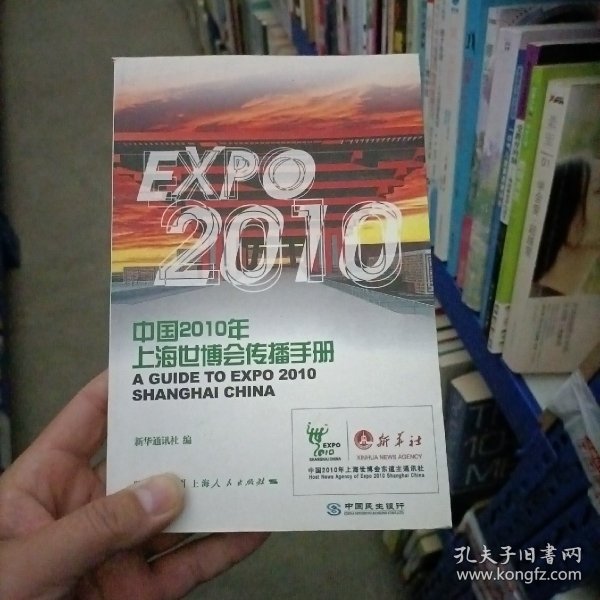 EXPO
2010
中国2010年
上海世博会传播手册
A GUIDE TO EXPO 2010
SHANGHAI CHINA
新华通讯社 编
上海人民出版社
EXPO
2010
SHANGHAI CHINA
新华社
XINHUA NEWS AGENCY
中国2010年上海世博会东道主通讯社
Host News Agency of Expo 2010 Shanghai China
中国民生银行
孔夫子旧书网
www.kongfz.com